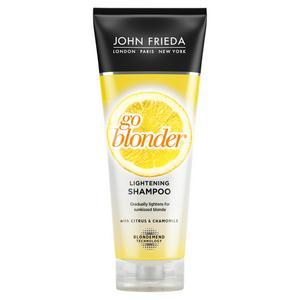 JOHN FRIEDA
LONDON PARIS NEW YORK
go
blonder
LIGHTENING
SHAMPOO
Gradually lightens for
sunkissed blonde
with CITRUS & CHAMOMILE
BLONDEMEND
TECHNOLOGY